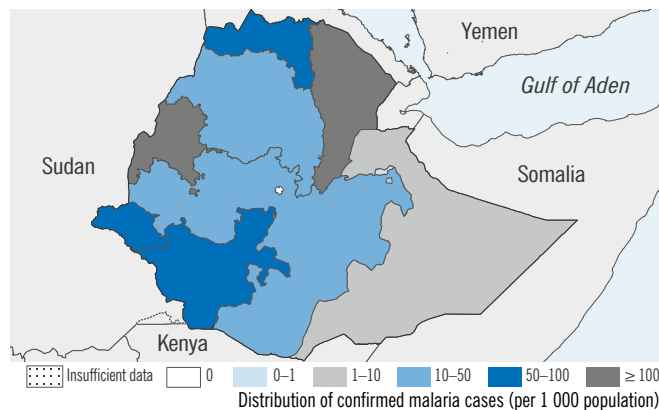 Yemen
Gulf of Aden
Sudan
Somalia
Kenya
Insufficient data 0 0–1 1–10 10–50 50–100 ≥ 100
Distribution of confirmed malaria cases (per 1 000 population)